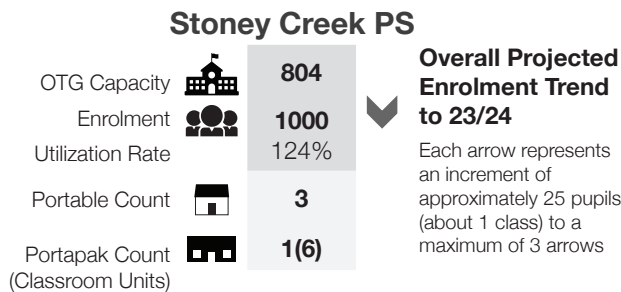 Stoney Creek PS
OTG Capacity 804
Enrolment 1000
Utilization Rate 124%
Portable Count 3
Portapak Count 1(6)
(Classroom Units)
Overall Projected
Enrolment Trend
to 23/24
Each arrow represents
an increment of
approximately 25 pupils
(about 1 class) to a
maximum of 3 arrows